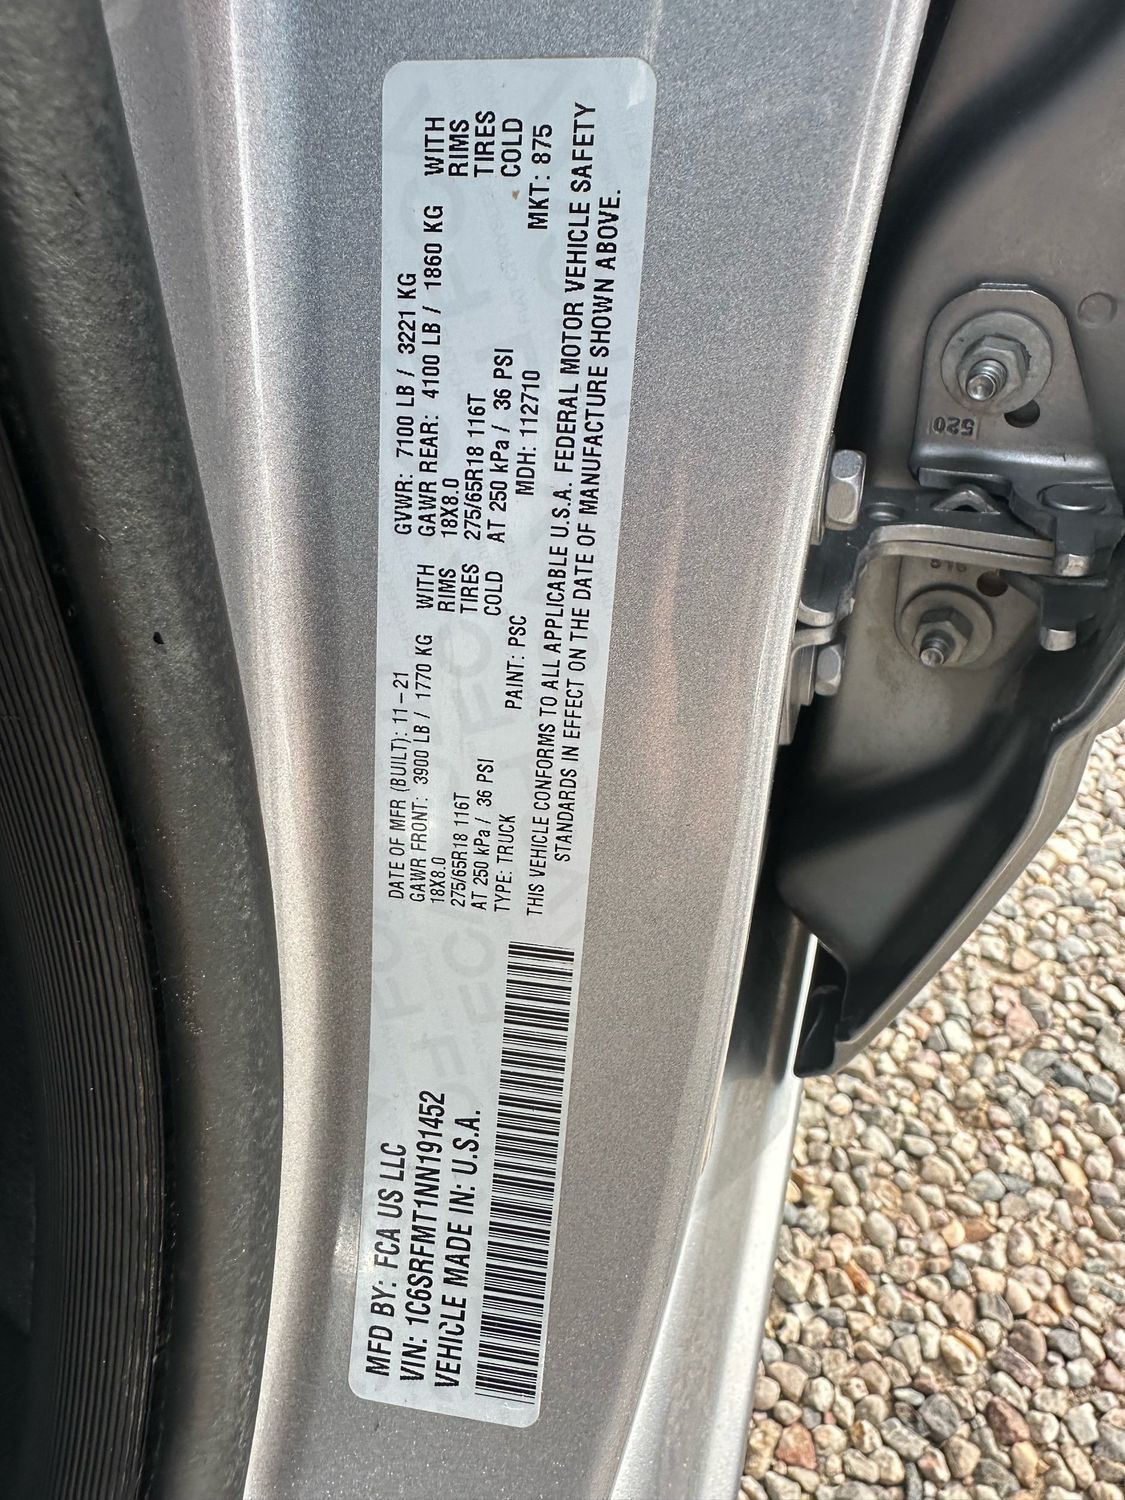 MFD BY: FCA US LLC
VIN: 1C6SRFMT1NN191452
VEHICLE MADE IN: U.S.A.
DATE OF MFR (BUILT): 11-21 GVWR: 7100 LB / 3221 KG
GAWR FRONT: 3900 LB / 1770 KG WITH GAWR REAR: 4100 LB / 1860 KG WITH
18X8.0 RIMS 18X8.0 RIMS
275/65R18 116T TIRES 275/65R18 116T TIRES
AT 250 kPa / 36 PSI COLD AT 250 kPa / 36 PSI COLD
TYPE: TRUCK PAINT: PSC MDH: 112710 MKT: 875
THIS VEHICLE CONFORMS TO ALL APPLICABLE U.S.A. FEDERAL MOTOR VEHICLE SAFETY
STANDARDS IN EFFECT ON THE DATE OF MANUFACTURE SHOWN ABOVE.
520